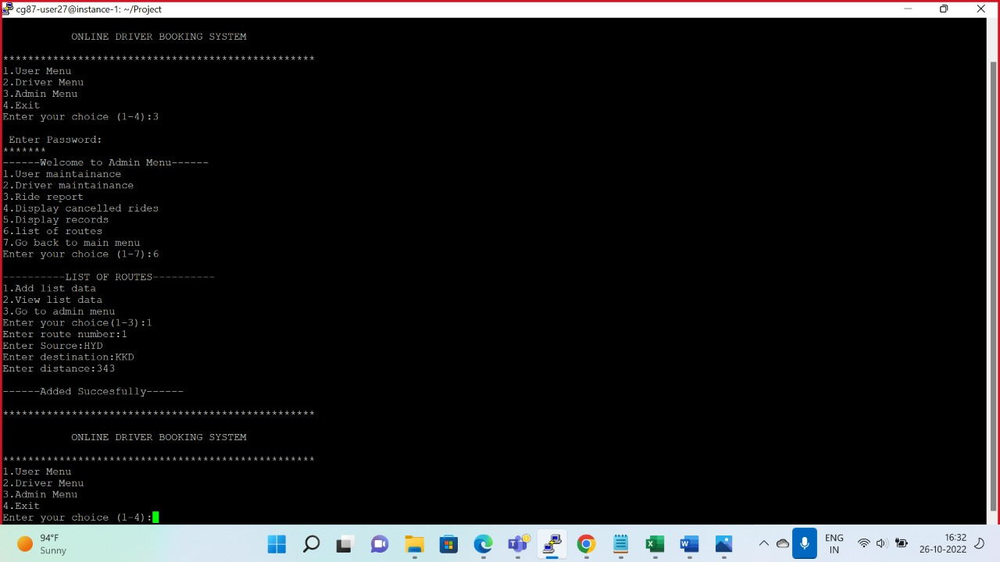 cg87-user27@instance-1: ~/Project
ONLINE DRIVER BOOKING SYSTEM
**************************************************
1.User Menu
2.Driver Menu
3.Admin Menu
4.Exit
Enter your choice (1-4):3
Enter Password:
*******
------Welcome to Admin Menu------
1.User maintainance
2.Driver maintainance
3.Ride report
4.Display cancelled rides
5.Display records
6.list of routes
7.Go back to main menu
Enter your choice (1-7):6
----------LIST OF ROUTES----------
1.Add list data
2.View list data
3.Go to admin menu
Enter your choice(1-3):1
Enter route number:1
Enter Source:HYD
Enter destination:KKD
Enter distance:343
------Added Succesfully------
**************************************************
ONLINE DRIVER BOOKING SYSTEM
**************************************************
1.User Menu
2.Driver Menu
3.Admin Menu
4.Exit
Enter your choice (1-4):
94°F
Sunny
ENG
IN
16:32
26-10-2022